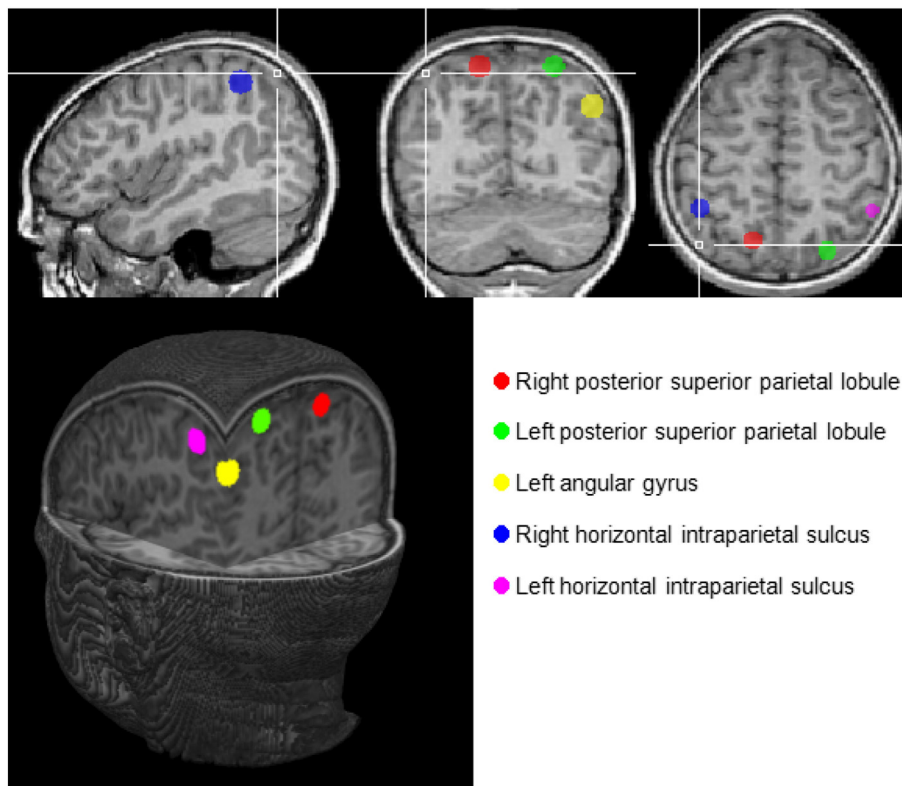 Right posterior superior parietal lobule
Left posterior superior parietal lobule
Left angular gyrus
Right horizontal intraparietal sulcus
Left horizontal intraparietal sulcus